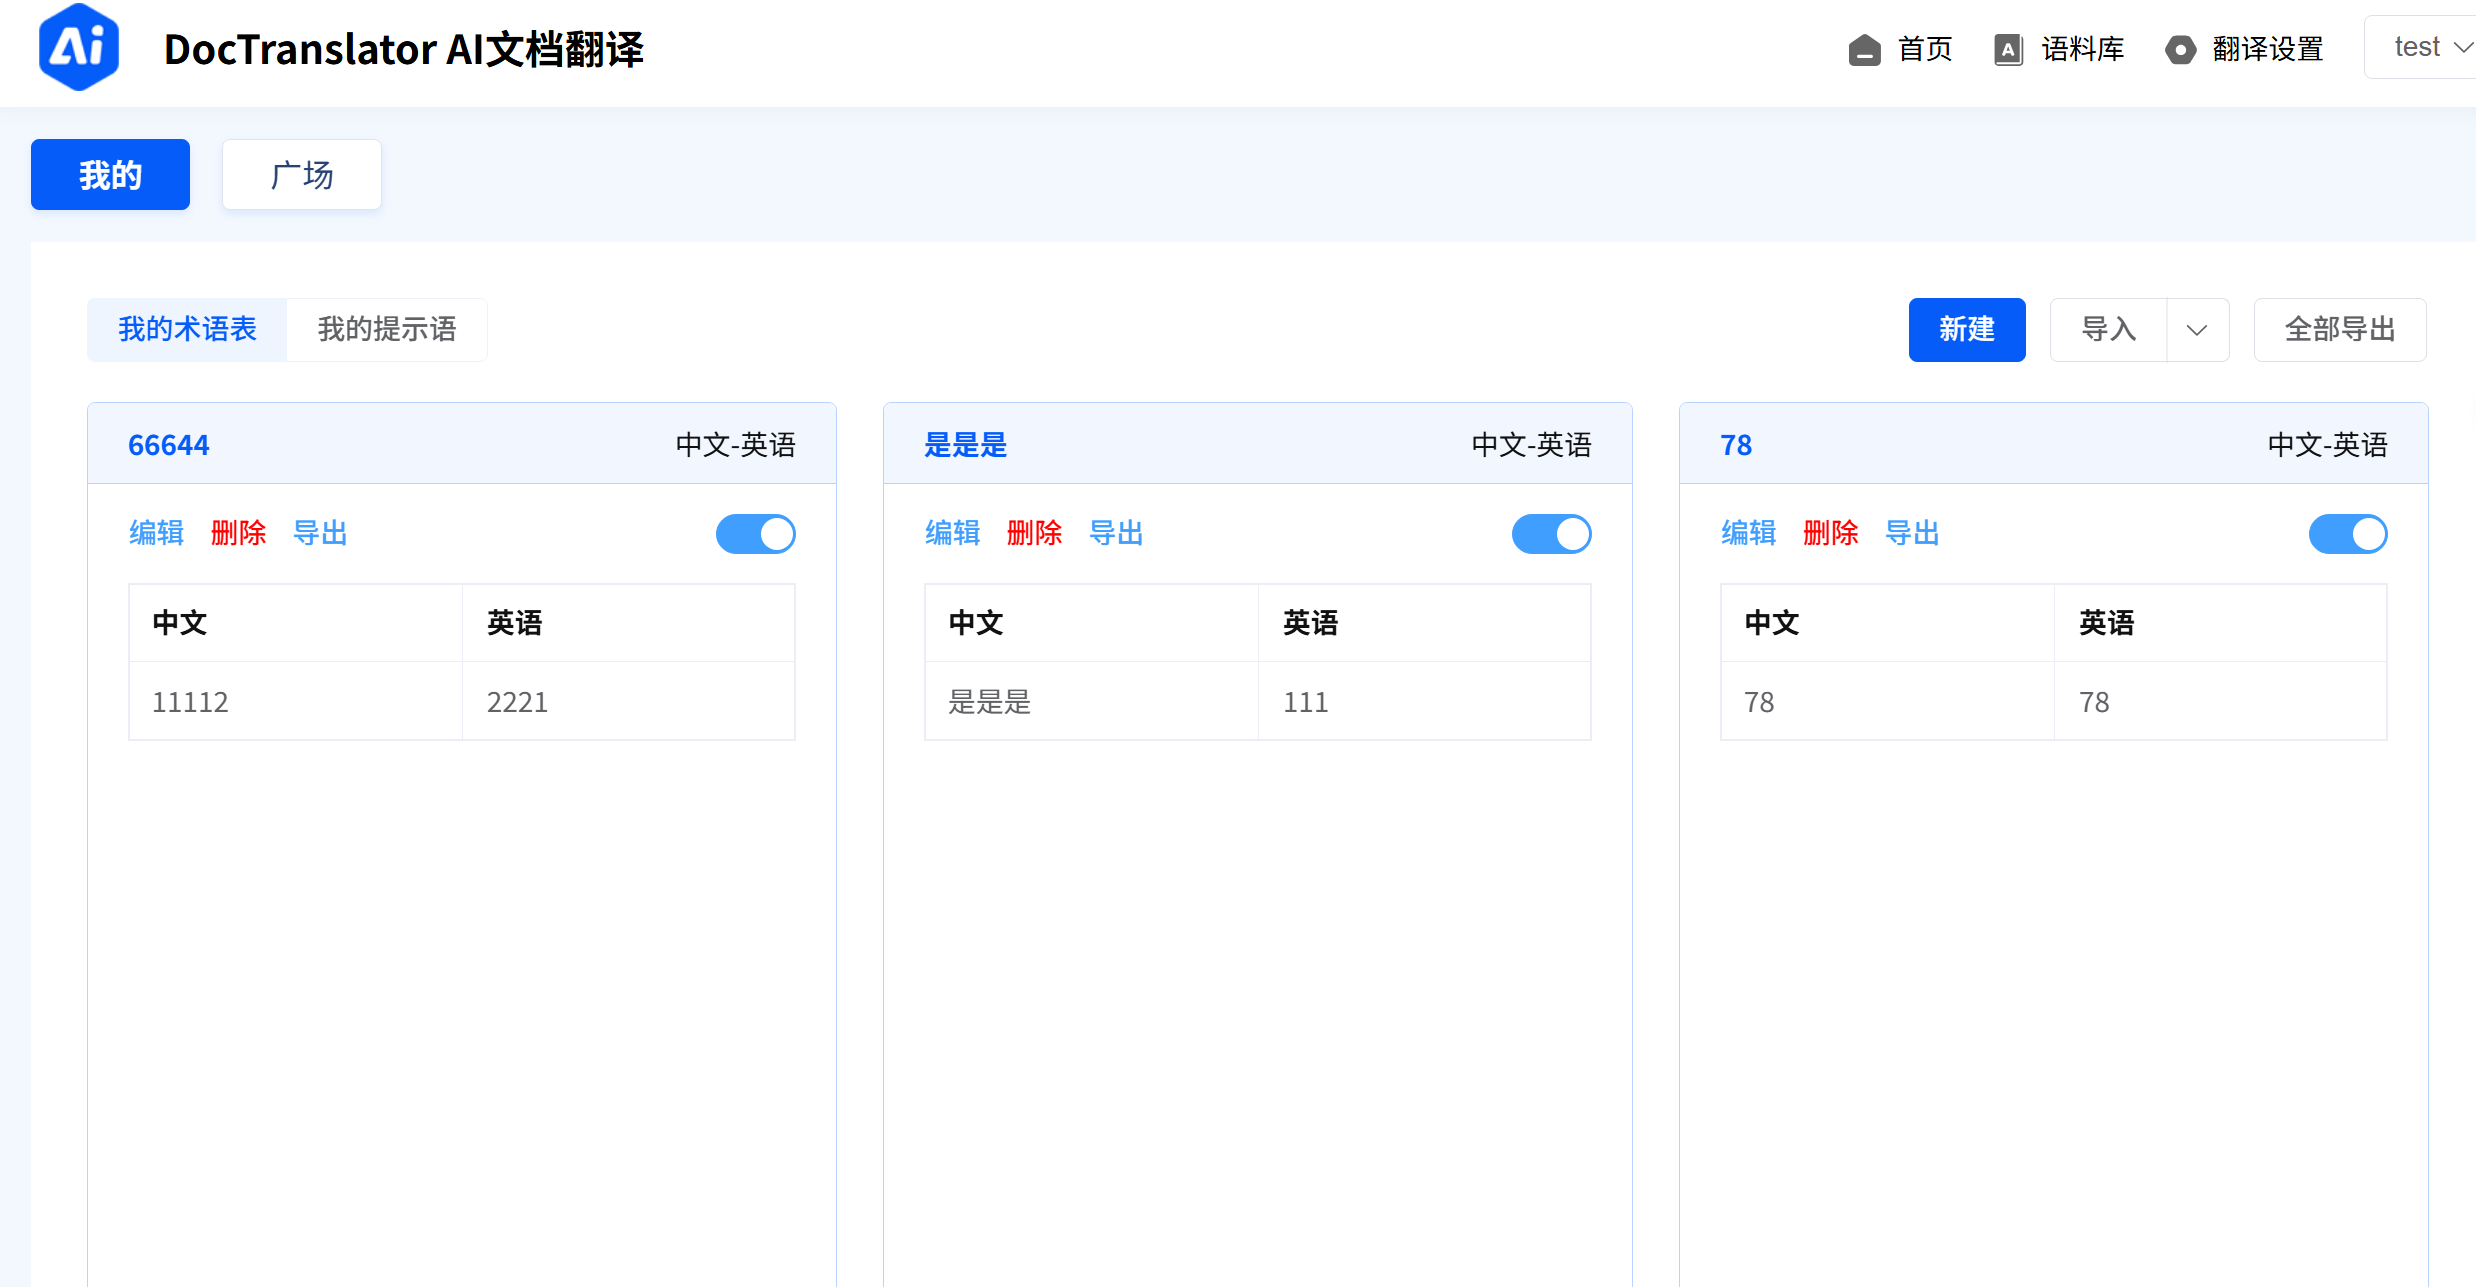 Ai DocTranslator AI文档翻译 首页 A 语料库 翻译设置 test
我的 广场
我的术语表 我的提示语 新建 导入 全部导出
66644 中文-英语
编辑 删除 导出
中文 英语
11112 2221
是是是 中文-英语
编辑 删除 导出
中文 英语
是是是 111
78 中文-英语
编辑 删除 导出
中文 英语
78 78